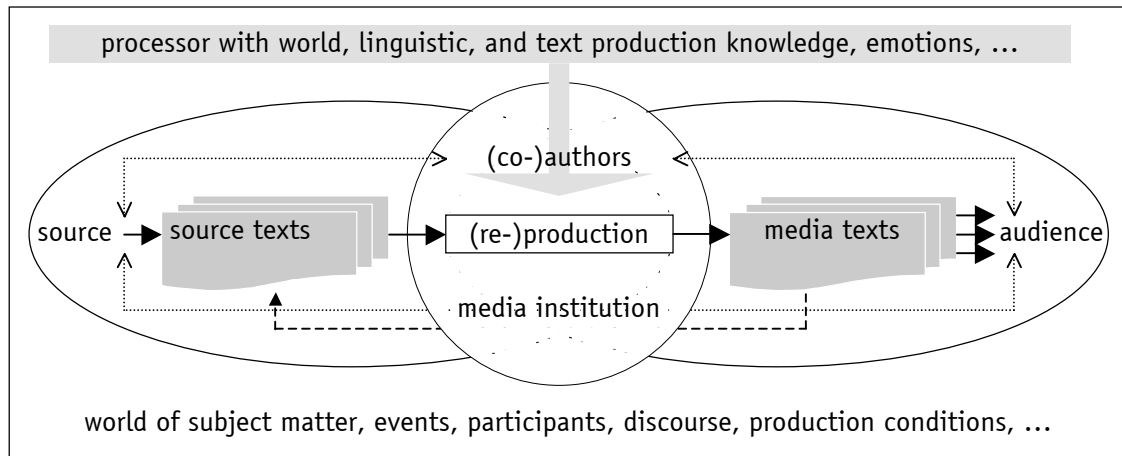 processor with world, linguistic, and text production knowledge, emotions, …
(co-)authors
source
source texts
(re-)production
media texts
audience
media institution
world of subject matter, events, participants, discourse, production conditions, …